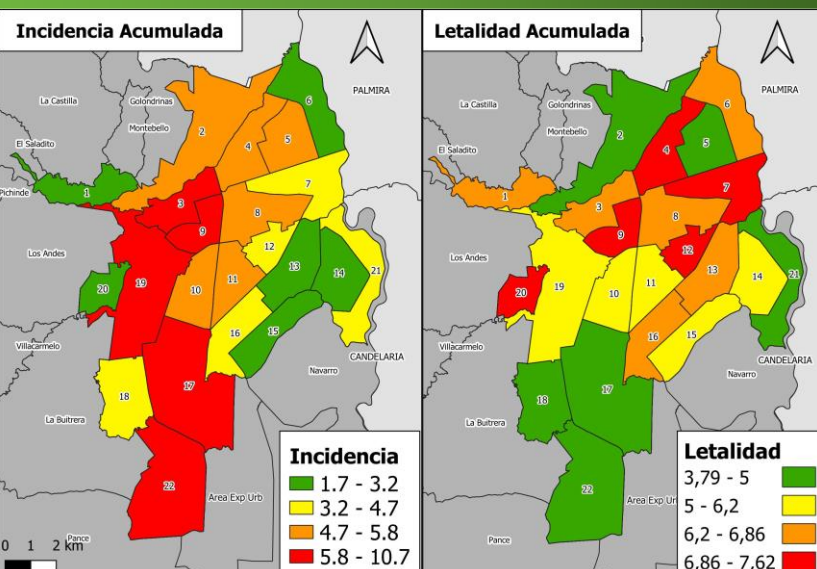 Incidencia Acumulada
La Castilla
Golondrinas
Montebello
El Saladito
Pichinde
Los Andes
Villacarmelo
La Buitrera
Pance
Area Exp Urb
Navarro
PALMIRA
CANDELARIA
1
2
3
4
5
6
7
8
9
10
11
12
13
14
15
16
17
18
19
20
21
22
0 1 2 km
Incidencia
1.7 - 3.2
3.2 - 4.7
4.7 - 5.8
5.8 - 10.7
Letalidad Acumulada
La Castilla
Golondrinas
Montebello
El Saladito
Los Andes
Villacarmelo
La Buitrera
Pance
Area Exp Ur
Navarro
PALMIRA
CANDELARIA
1
2
3
4
5
6
7
8
9
10
11
12
13
14
15
16
17
18
19
20
21
22
Letalidad
3,79 - 5
5 - 6,2
6,2 - 6,86
6,86 - 7,62